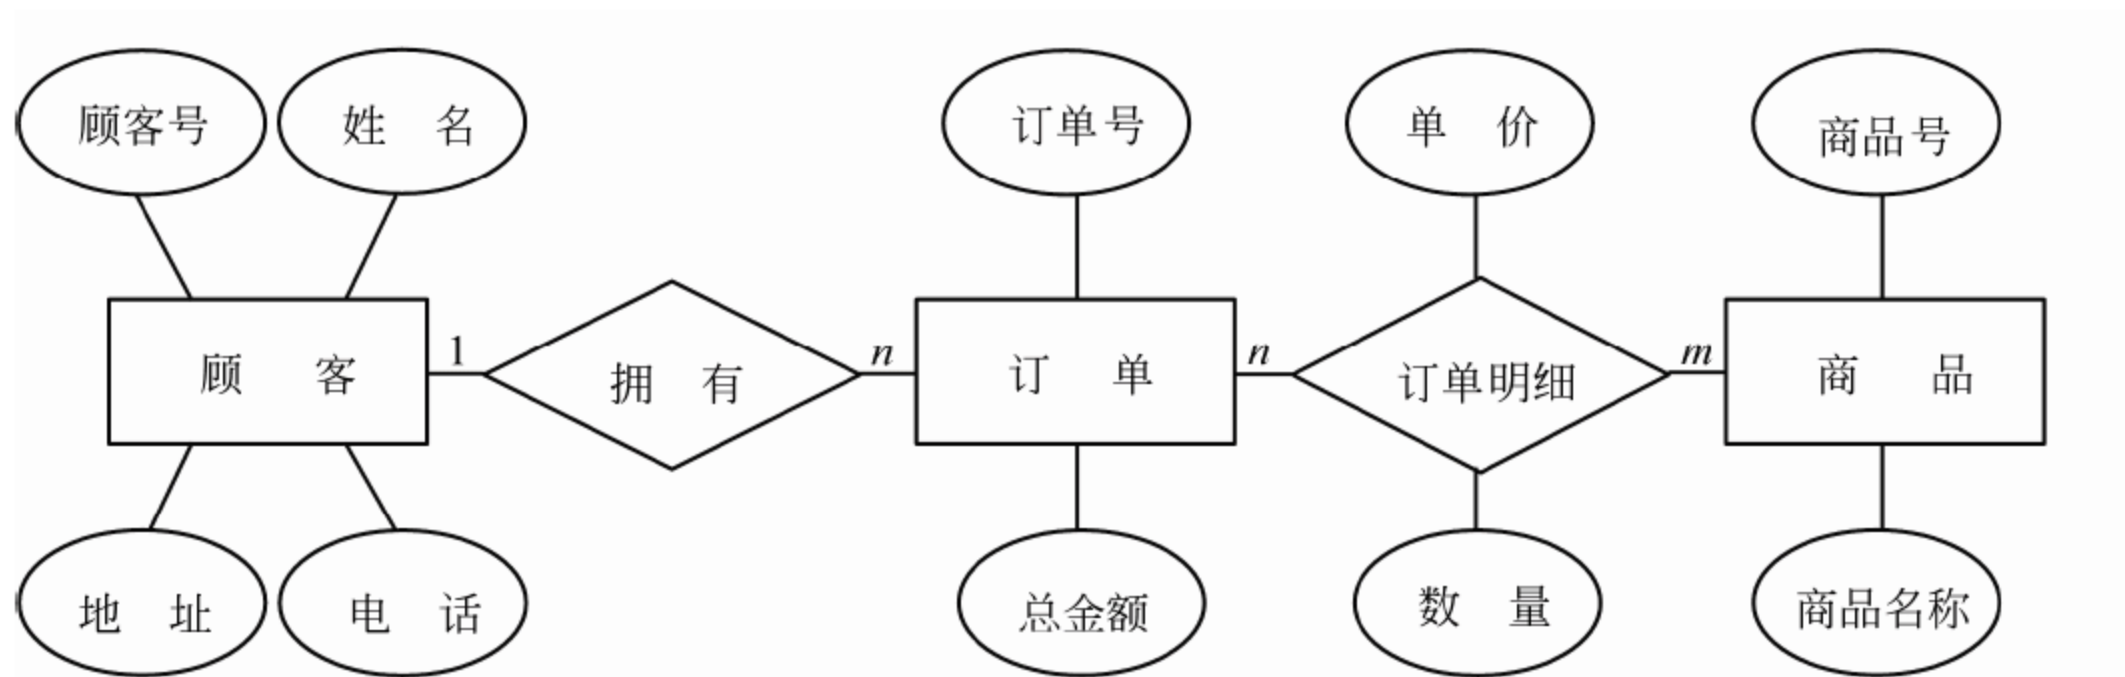 顾客号 姓 名 订单号 单 价 商品号
顾 客 1 拥 有 n 订 单 n 订单明细 m 商 品
地 址 电 话 总金额 数 量 商品名称